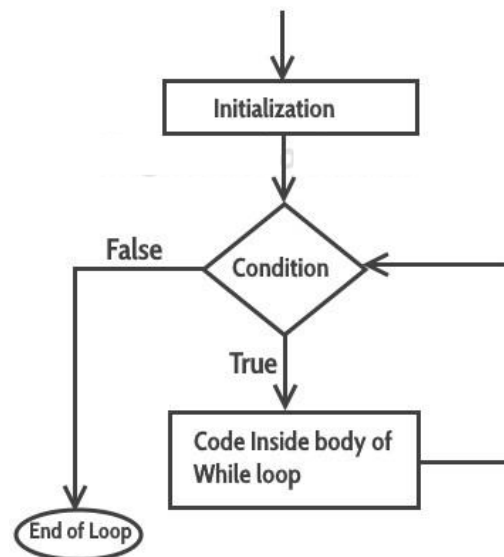 Initialization
False
Condition
True
Code Inside body of
While loop
End of Loop